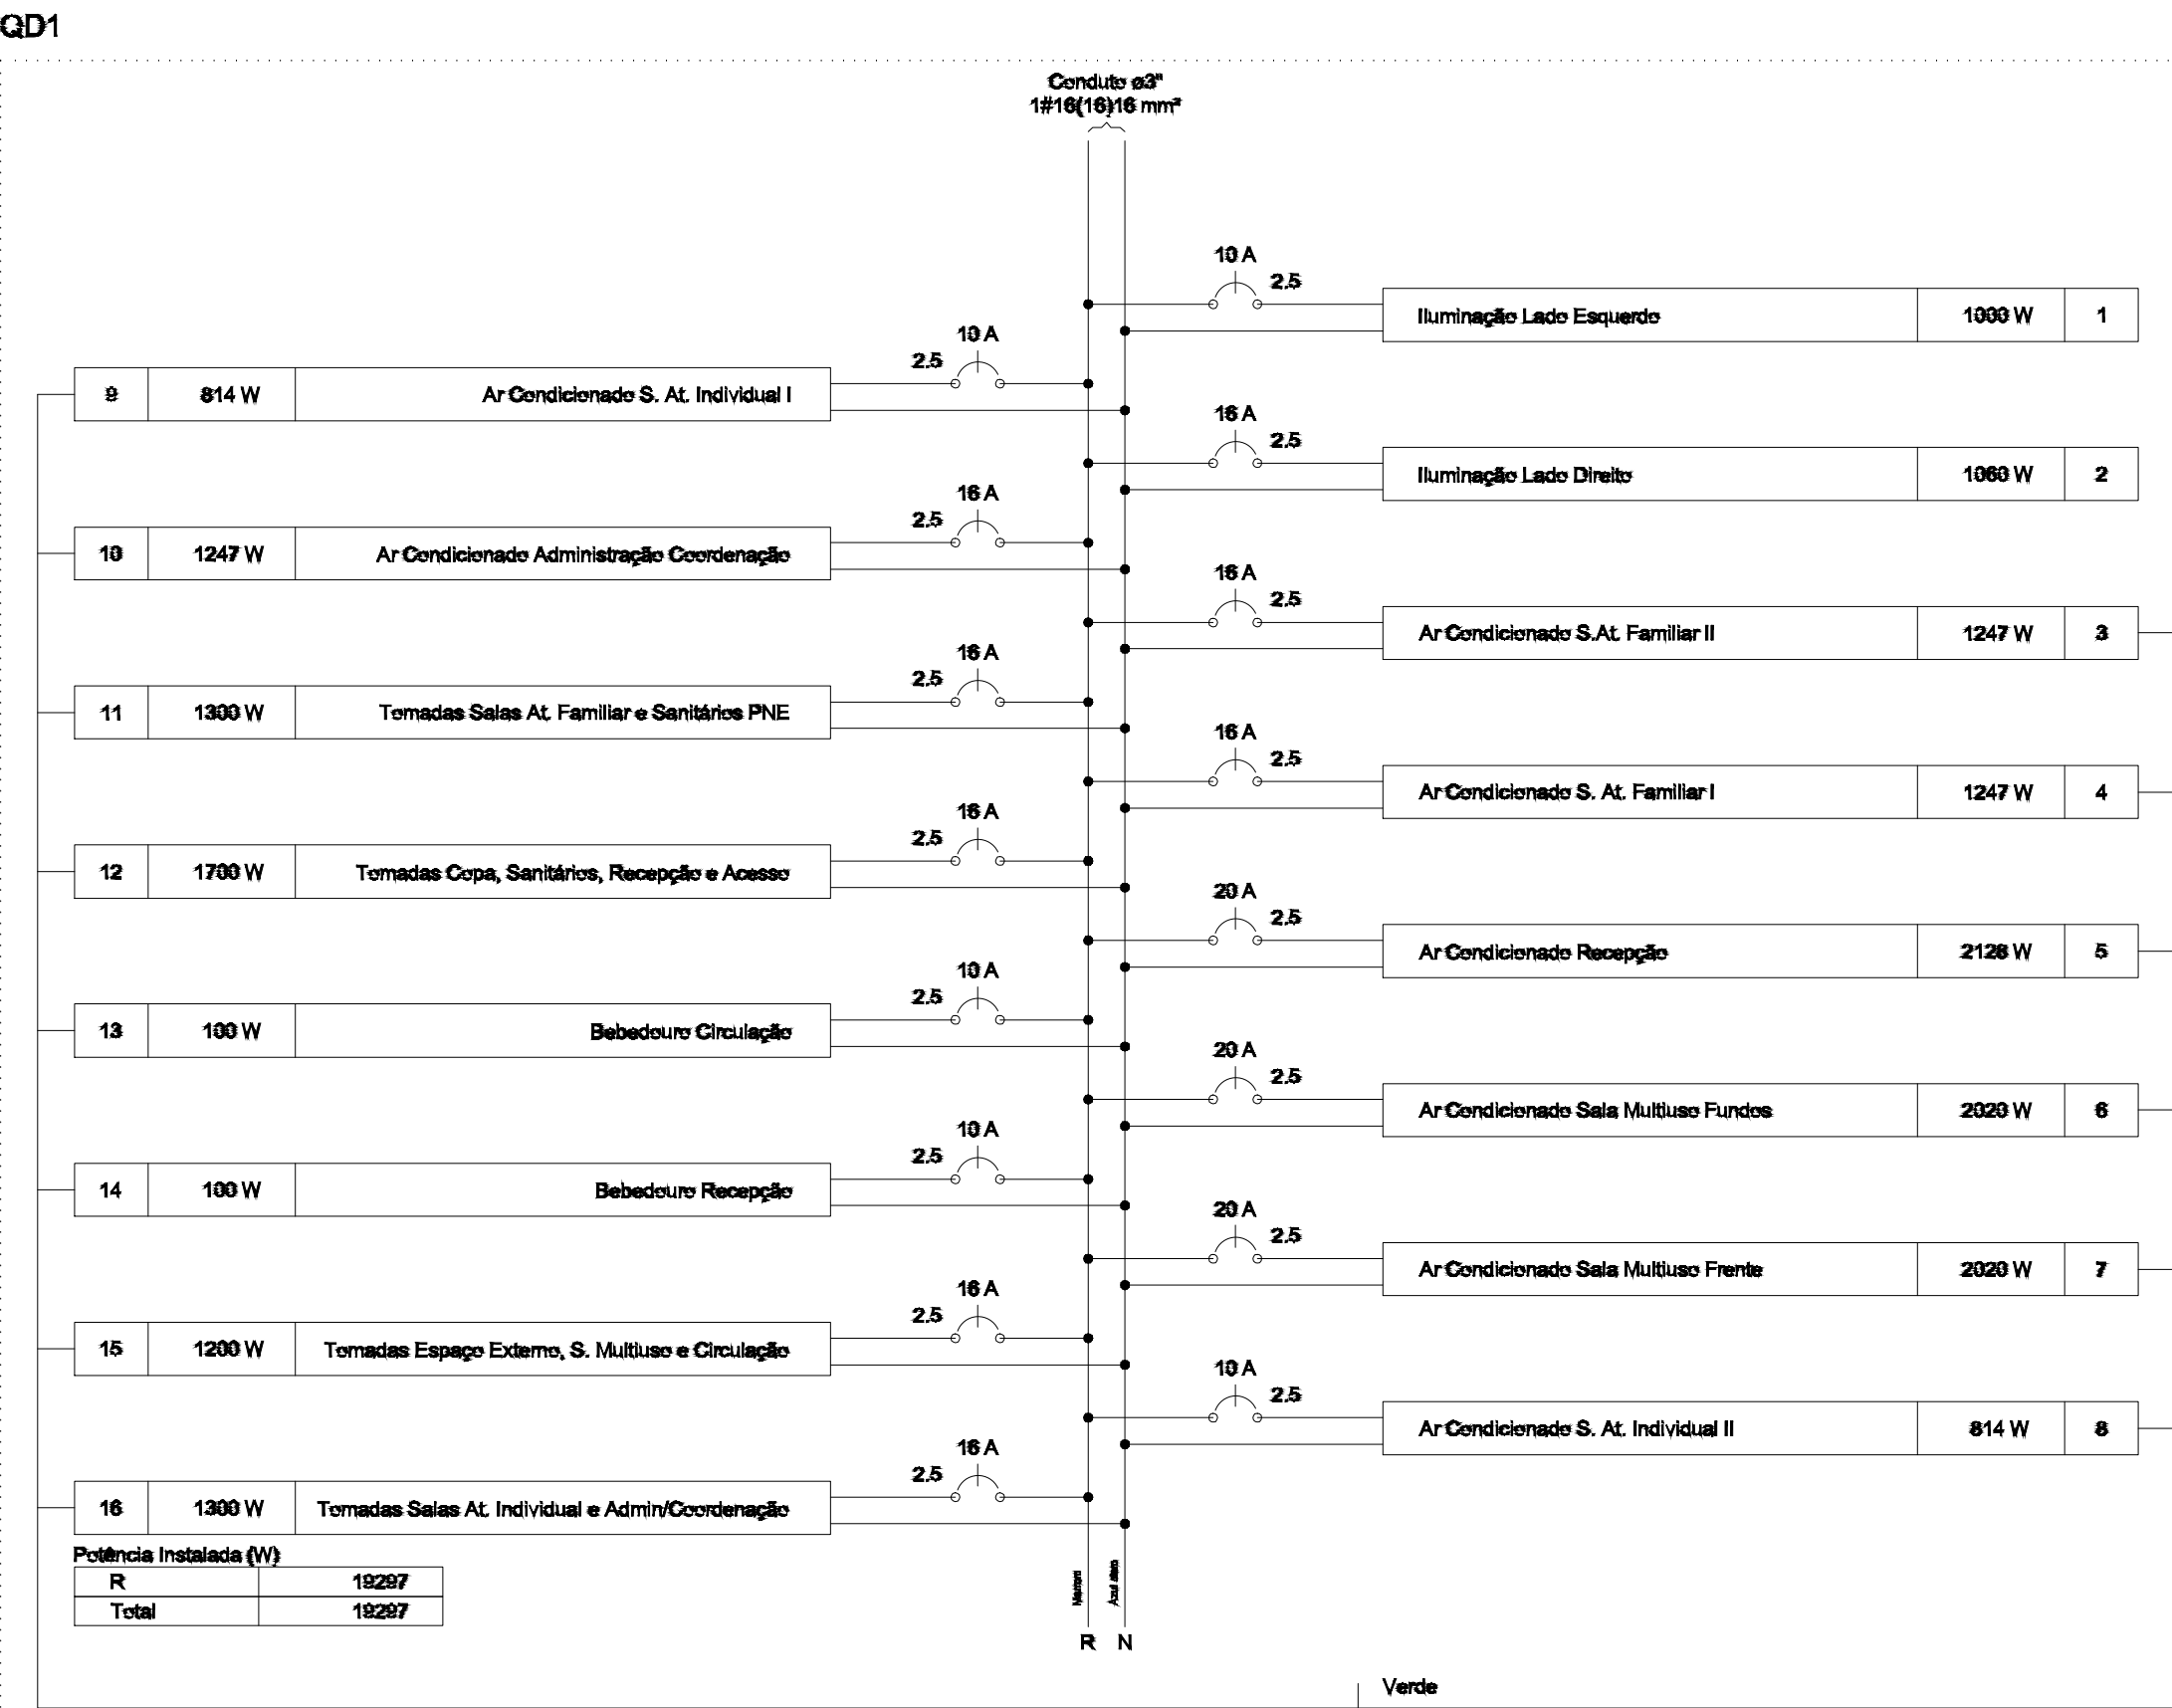 QD1
Conduto ø3"
1#16(16)16 mm²
10 A
2.5
Iluminação Lado Esquerdo 1000 W 1
10 A
2.5
9 814 W Ar Condicionado S. At. Individual I
16 A
2.5
Iluminação Lado Direito 1060 W 2
16 A
2.5
10 1247 W Ar Condicionado Administração Coordenação
16 A
2.5
Ar Condicionado S.At. Familiar II 1247 W 3
16 A
2.5
11 1300 W Tomadas Salas At. Familiar e Sanitários PNE
16 A
2.5
Ar Condicionado S. At. Familiar I 1247 W 4
16 A
2.5
12 1700 W Tomadas Copa, Sanitários, Recepção e Acesso
20 A
2.5
Ar Condicionado Recepção 2128 W 5
10 A
2.5
13 100 W Bebedouro Circulação
20 A
2.5
Ar Condicionado Sala Multiuso Fundos 2020 W 6
10 A
2.5
14 100 W Bebedouro Recepção
20 A
2.5
Ar Condicionado Sala Multiuso Frente 2020 W 7
16 A
2.5
15 1200 W Tomadas Espaço Externo, S. Multiuso e Circulação
10 A
2.5
Ar Condicionado S. At. Individual II 814 W 8
16 A
2.5
16 1300 W Tomadas Salas At. Individual e Admin/Coordenação
Potência Instalada (W)
R 19297
Total 19297
Marrom
Azul claro
R N
Verde